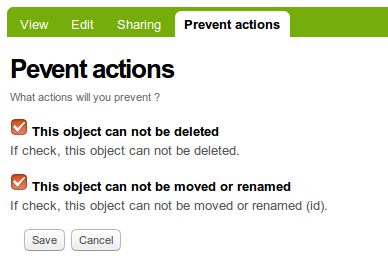 View Edit Sharing Prevent actions
Pevent actions
What actions will you prevent ?
This object can not be deleted
If check, this object can not be deleted.
This object can not be moved or renamed
If check, this object can not be moved or renamed (id).
Save Cancel